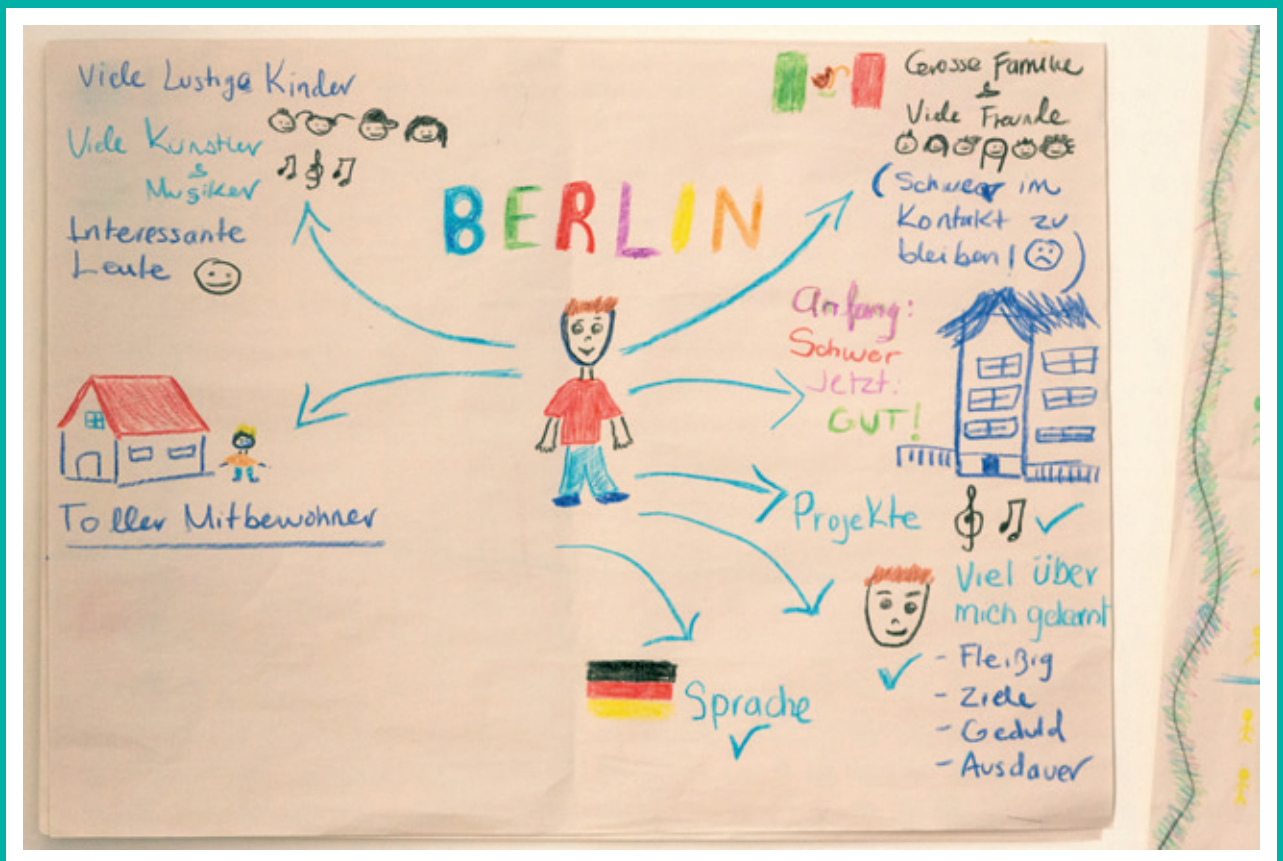 Viele Lustige Kinder
Viele Künstler
&
Musiker
Interessante
Leute
BERLIN
Grosse Familie
&
Viele Freunde
(Schwer im
Kontakt zu
bleiben!)
Anfang:
Schwer
Jetzt:
GUT!
Toller Mitbewohner
Projekte
Viel über
mich gelernt
- Fleißig
- Ziele
- Geduld
- Ausdauer
Sprache